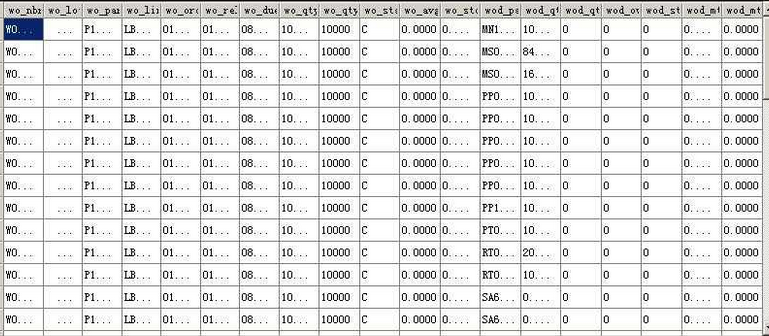 wo_nbr wo_lo wo_par wo_lin wo_ord wo_rel wo_due wo_qty wo_qty wo_sta wo_avg wo_sto wod_pa wod_qt wod_qt wod_ov wod_st wod_mt wod_mt
WO... ... P1... LB... 01... 01... 08... 10... 10000 C 0.0000 0.... MN1... 10... 0 0 0 0.... 0.0000
WO... ... P1... LB... 01... 01... 08... 10... 10000 C 0.0000 0.... MS0... 84... 0 0 0 0.... 0.0000
WO... ... P1... LB... 01... 01... 08... 10... 10000 C 0.0000 0.... MS0... 16... 0 0 0 0.... 0.0000
WO... ... P1... LB... 01... 01... 08... 10... 10000 C 0.0000 0.... PP0... 10... 0 0 0 0.... 0.0000
WO... ... P1... LB... 01... 01... 08... 10... 10000 C 0.0000 0.... PP0... 10... 0 0 0 0.... 0.0000
WO... ... P1... LB... 01... 01... 08... 10... 10000 C 0.0000 0.... PP0... 10... 0 0 0 0.... 0.0000
WO... ... P1... LB... 01... 01... 08... 10... 10000 C 0.0000 0.... PP0... 10... 0 0 0 0.... 0.0000
WO... ... P1... LB... 01... 01... 08... 10... 10000 C 0.0000 0.... PP0... 10... 0 0 0 0.... 0.0000
WO... ... P1... LB... 01... 01... 08... 10... 10000 C 0.0000 0.... PP1... 10... 0 0 0 0.... 0.0000
WO... ... P1... LB... 01... 01... 08... 10... 10000 C 0.0000 0.... PT0... 10... 0 0 0 0.... 0.0000
WO... ... P1... LB... 01... 01... 08... 10... 10000 C 0.0000 0.... RT0... 20... 0 0 0 0.... 0.0000
WO... ... P1... LB... 01... 01... 08... 10... 10000 C 0.0000 0.... RT0... 10... 0 0 0 0.... 0.0000
WO... ... P1... LB... 01... 01... 08... 10... 10000 C 0.0000 0.... SA6... 0.... 0 0 0 0.... 0.0000
WO... ... P1... LB... 01... 01... 08... 10... 10000 C 0.0000 0.... SA6... 0.... 0 0 0 0.... 0.0000